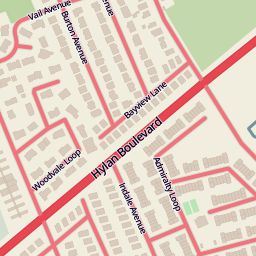 Vail Avenue
Burton Avenue
Bayview Lane
Hylan Boulevard
Woodvale Loop
Admiralty Loop
Indale Avenue